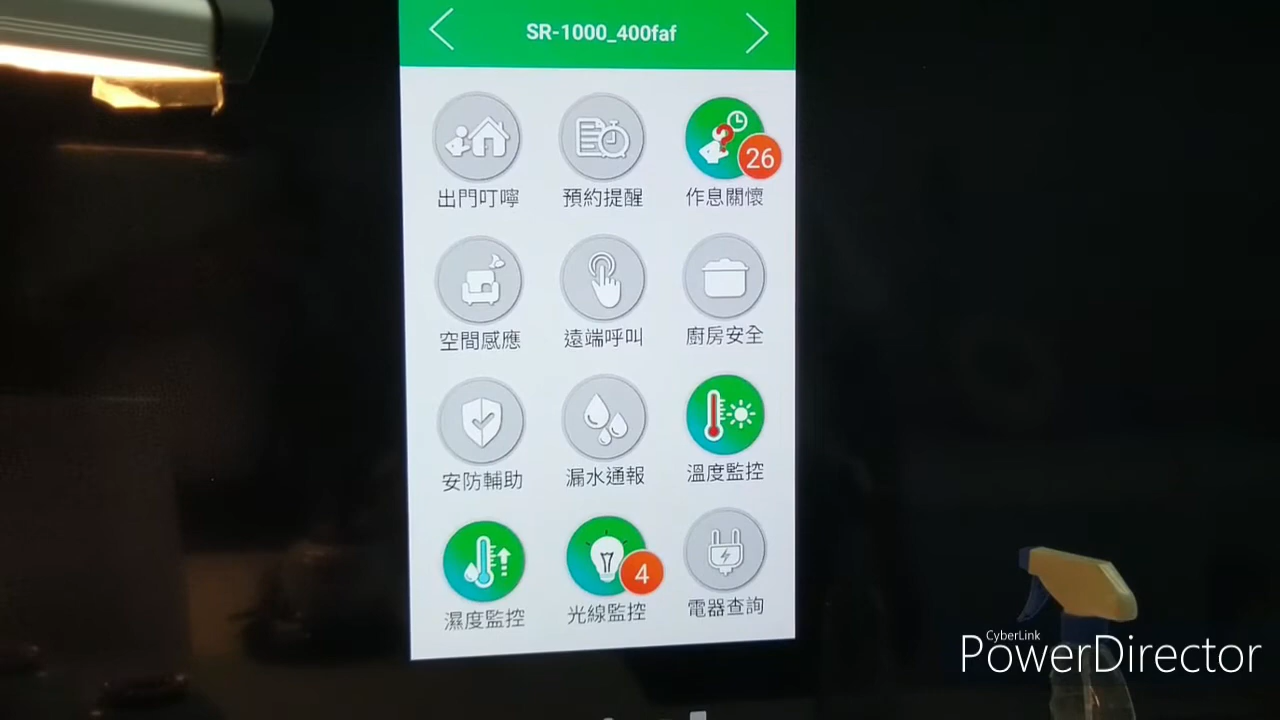 SR-1000_400faf
26
出門叮嚀
預約提醒
作息關懷
空間感應
遠端呼叫
廚房安全
安防輔助
漏水通報
溫度監控
4
濕度監控
光線監控
電器查詢
CyberLink
PowerDirector